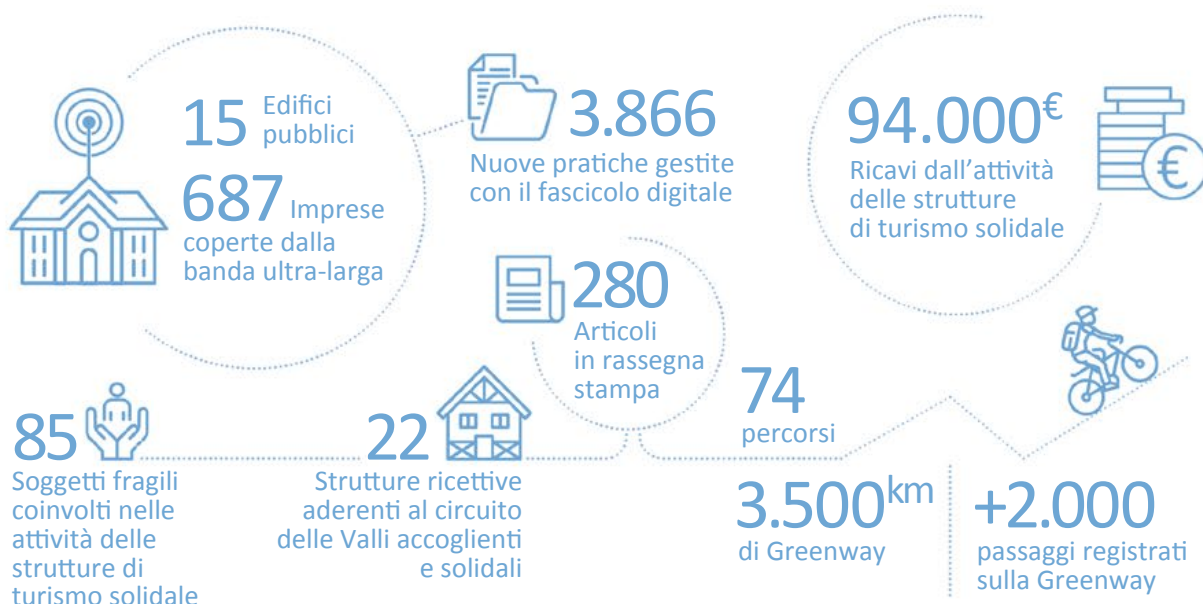 15 Edifici
pubblici
687 Imprese
coperte dalla
banda ultra-larga
3.866
Nuove pratiche gestite
con il fascicolo digitale
94.000€
Ricavi dall'attività
delle strutture
di turismo solidale
€
280
Articoli
in rassegna
stampa
85
Soggetti fragili
coinvolti nelle
attività delle
strutture di
turismo solidale
22
Strutture ricettive
aderenti al circuito
delle Valli accoglienti
e solidali
74
percorsi
3.500km
di Greenway
+2.000
passaggi registrati
sulla Greenway